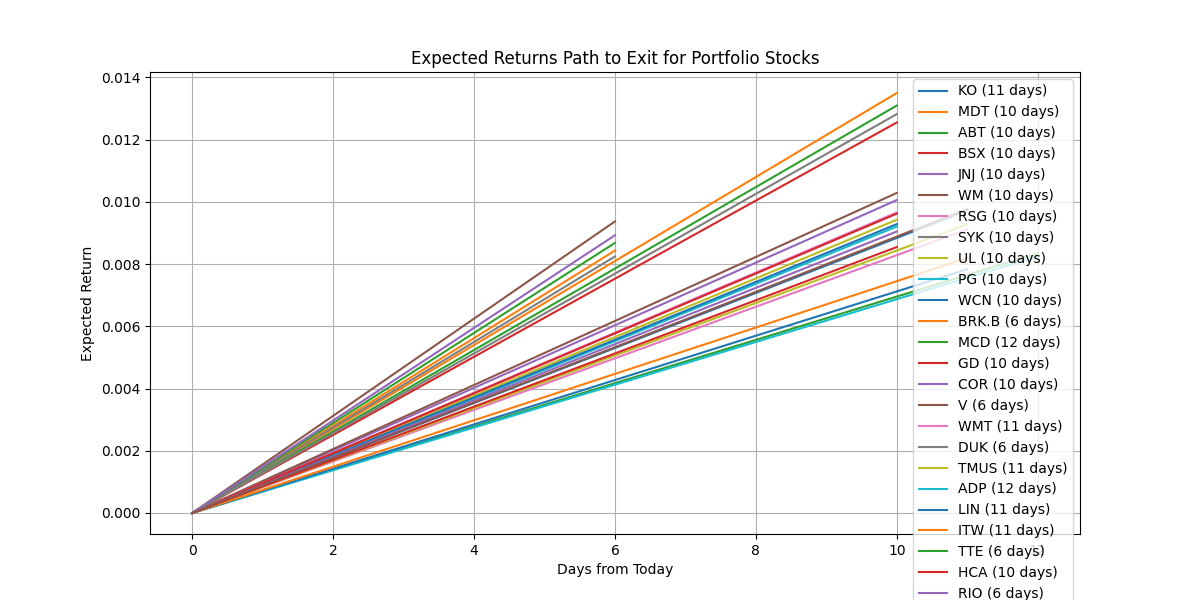 Expected Returns Path to Exit for Portfolio Stocks
Expected Return
0.014
0.012
0.010
0.008
0.006
0.004
0.002
0.000
0 2 4 6 8 10
Days from Today
KO (11 days)
MDT (10 days)
ABT (10 days)
BSX (10 days)
JNJ (10 days)
WM (10 days)
RSG (10 days)
SYK (10 days)
UL (10 days)
PG (10 days)
WCN (10 days)
BRK.B (6 days)
MCD (12 days)
GD (10 days)
COR (10 days)
V (6 days)
WMT (11 days)
DUK (6 days)
TMUS (11 days)
ADP (12 days)
LIN (11 days)
ITW (11 days)
TTE (6 days)
HCA (10 days)
RIO (6 days)